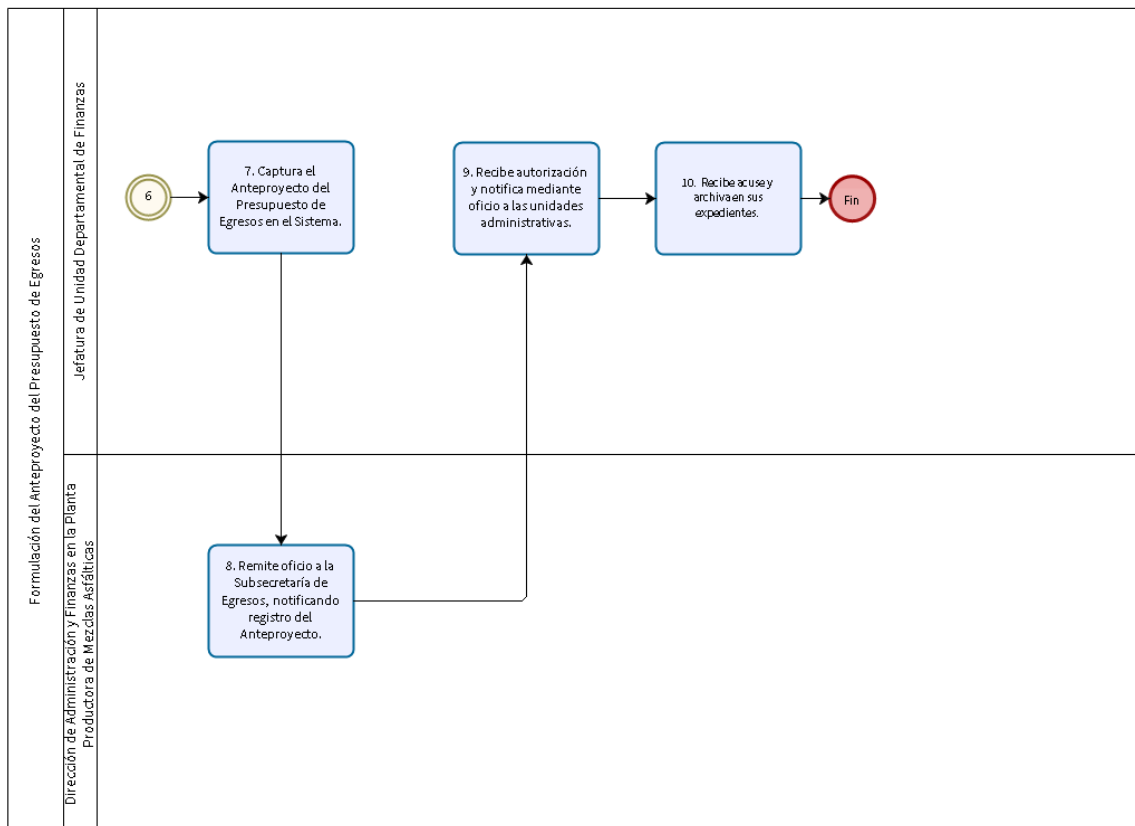 Formulación del Anteproyecto del Presupuesto de Egresos
Jefatura de Unidad Departamental de Finanzas
6
7. Captura el
Anteproyecto del
Presupuesto de
Egresos en el Sistema.
9. Recibe autorización
y notifica mediante
oficio a las unidades
administrativas.
10. Recibe acuse y
archiva en sus
expedientes.
Fin
Dirección de Administración y Finanzas en la Planta
Productora de Mezclas Asfálticas
8. Remite oficio a la
Subsecretaría de
Egresos, notificando
registro del
Anteproyecto.